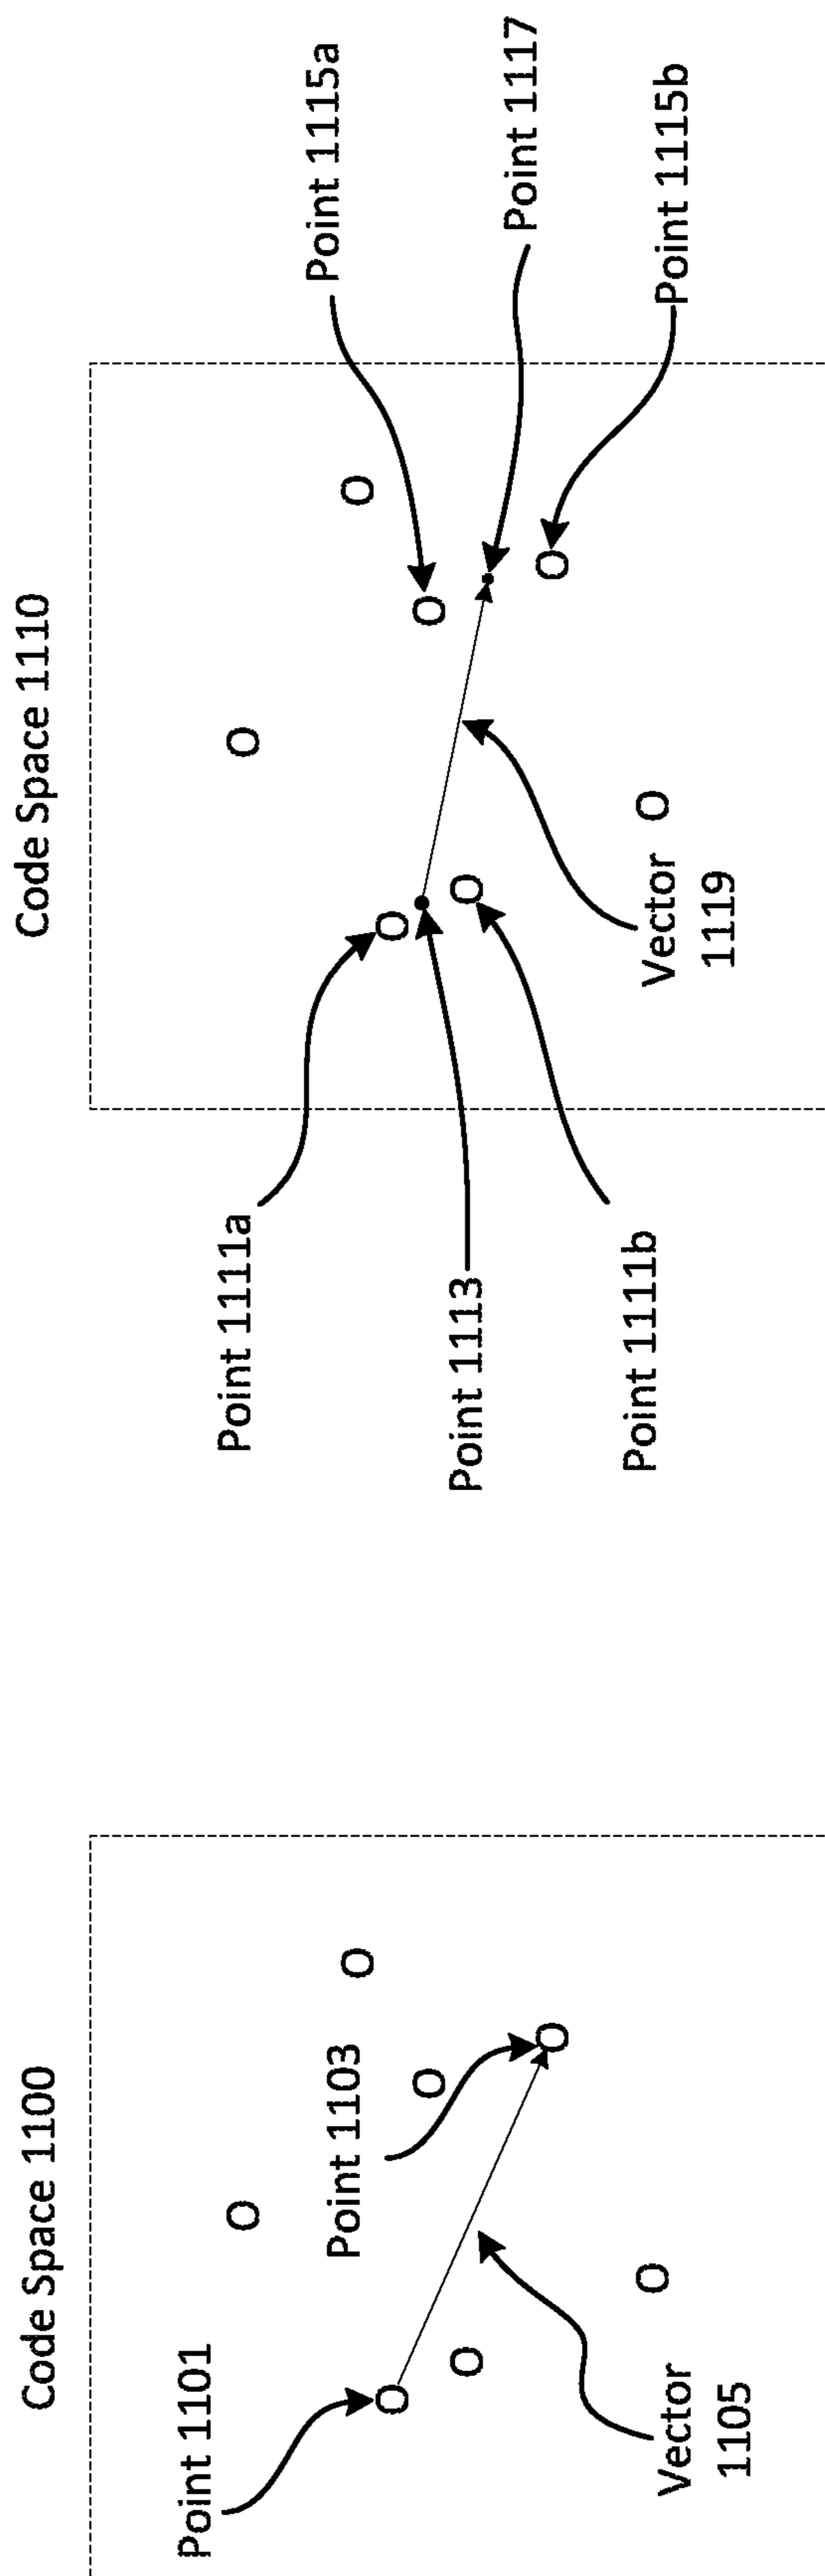 Code Space 1100
Point 1101
Point 1103
Vector
1105
Code Space 1110
Point 1111a
Point 1113
Point 1111b
Vector
1119
Point 1115a
Point 1117
Point 1115b